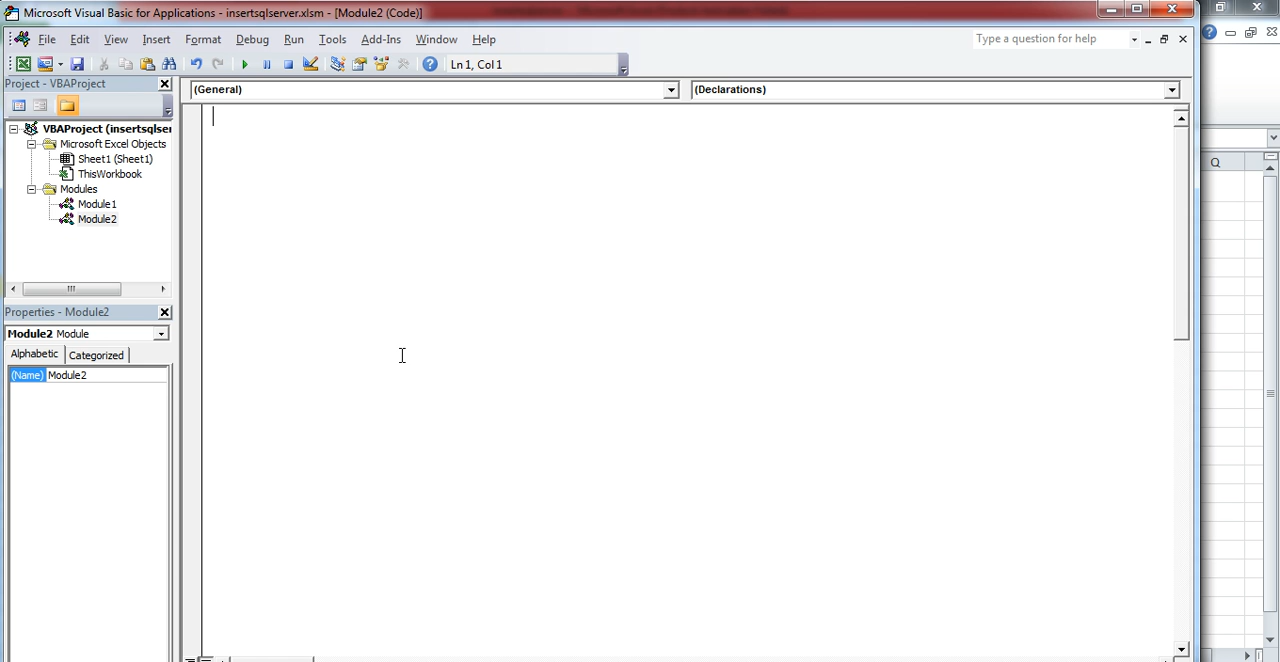 Microsoft Visual Basic for Applications - insertsqlserver.xlsm - [Module2 (Code)]
File Edit View Insert Format Debug Run Tools Add-Ins Window Help
Type a question for help
Ln 1, Col 1
Project - VBAProject
(General)
(Declarations)
VBAProject (insertsqlser
Microsoft Excel Objects
Sheet1 (Sheet1)
ThisWorkbook
Modules
Module1
Module2
Properties - Module2
Module2 Module
Alphabetic Categorized
(Name) Module2
Q